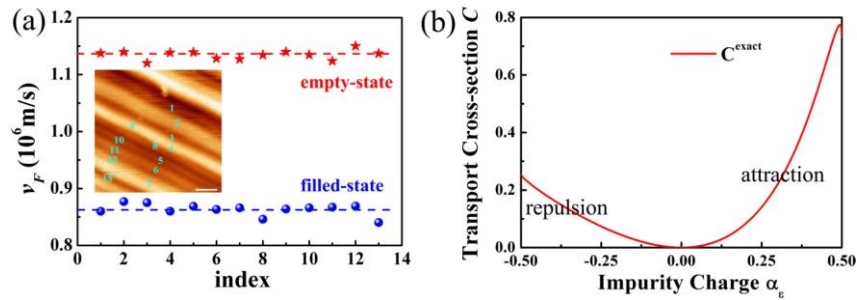 (a)
1.2
1.1
1.0
0.9
0.8
v_F (10^6 m/s)
empty-state
filled-state
1
2
3
4
5
6
7
8
9
10
11
0 2 4 6 8 10 12 14
index
(b)
0.8
0.6
0.4
0.2
0.0
Transport Cross-section C
C^exact
repulsion
attraction
-0.50 -0.25 0.00 0.25 0.50
Impurity Charge α_ε